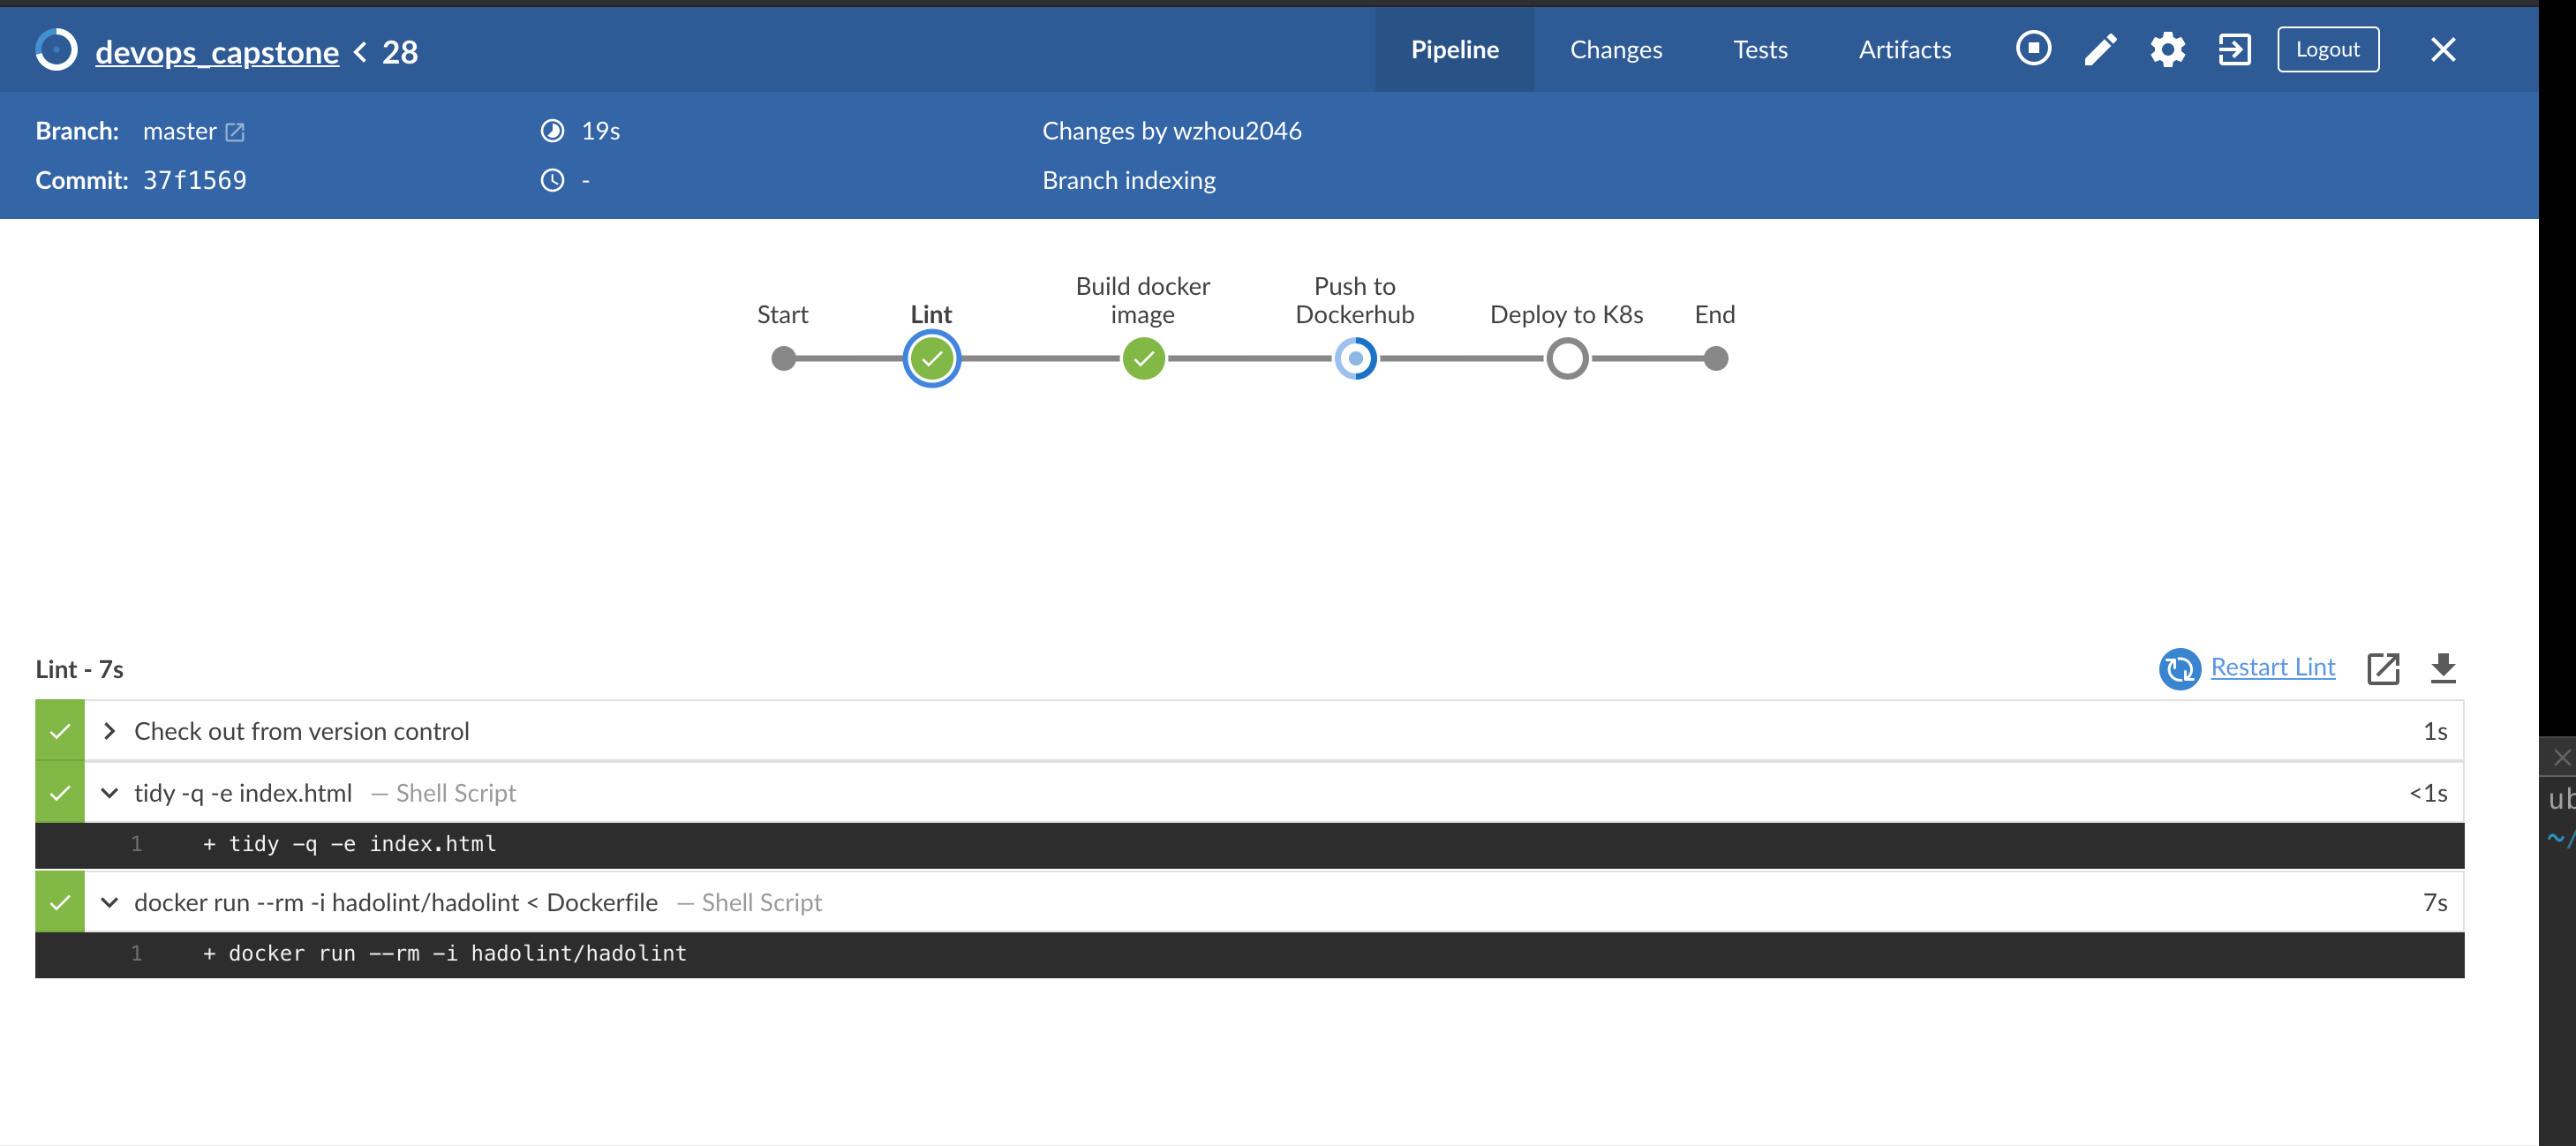 devops_capstone < 28
Pipeline Changes Tests Artifacts Logout
Branch: master 19s Changes by wzhou2046
Commit: 37f1569 - Branch indexing
Start Lint Build docker image Push to Dockerhub Deploy to K8s End
Lint - 7s Restart Lint
Check out from version control 1s
tidy -q -e index.html — Shell Script <1s
1 + tidy -q -e index.html
docker run --rm -i hadolint/hadolint < Dockerfile — Shell Script 7s
1 + docker run --rm -i hadolint/hadolint
~/